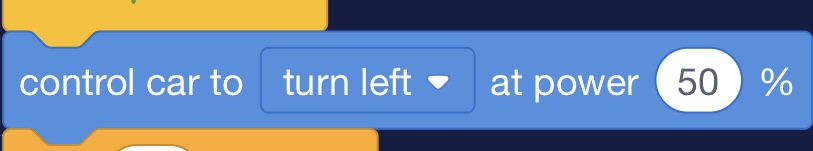 control car to turn left at power 50 %